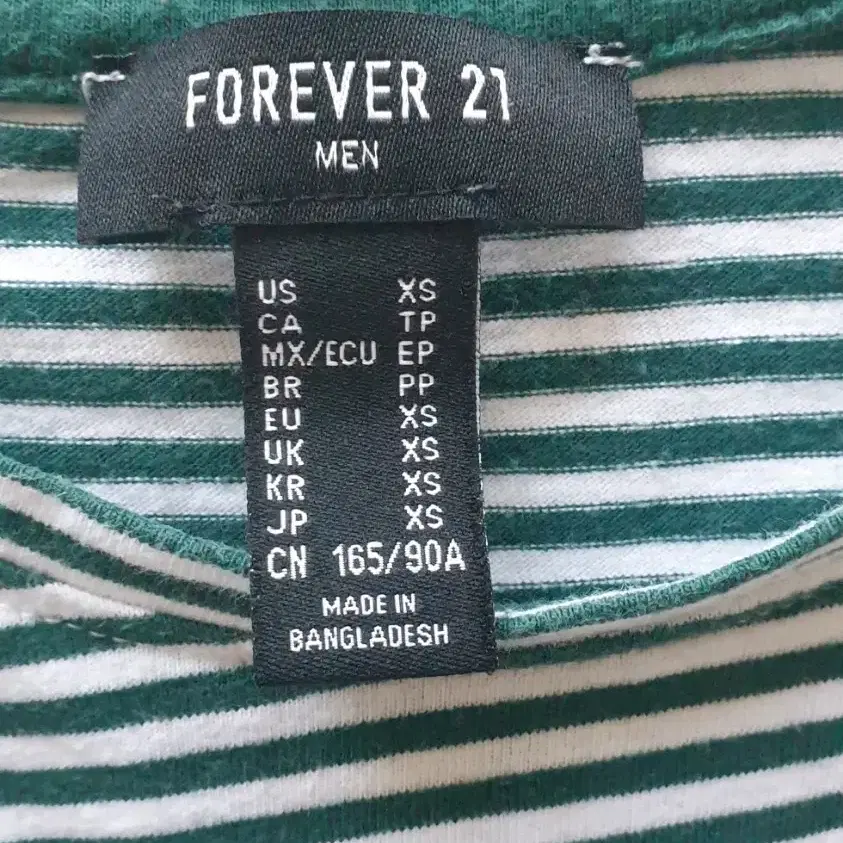 FOREVER 21
MEN
US XS
CA TP
MX/ECU EP
BR PP
EU XS
UK XS
KR XS
JP XS
CN 165/90A
MADE IN
BANGLADESH